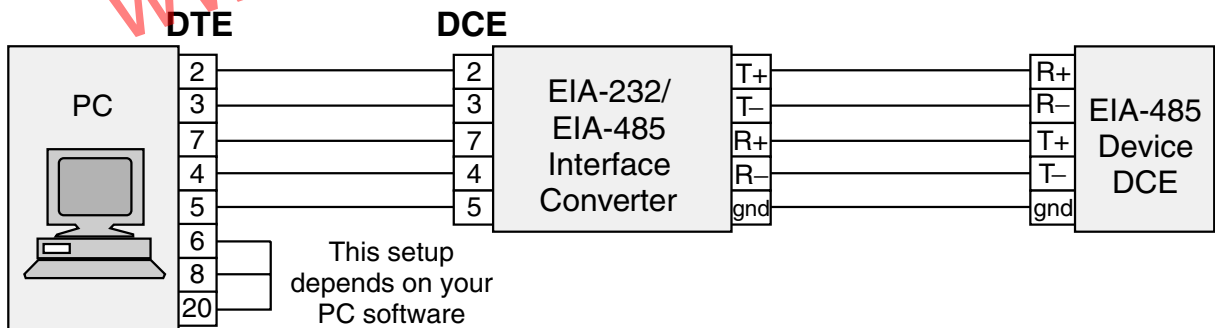 WW
DTE
DCE
PC
2
3
7
4
5
6
8
20
2
3
7
4
5
EIA-232/
EIA-485
Interface
Converter
T+
T–
R+
R–
gnd
R+
R–
T+
T–
gnd
EIA-485
Device
DCE
This setup
depends on your
PC software